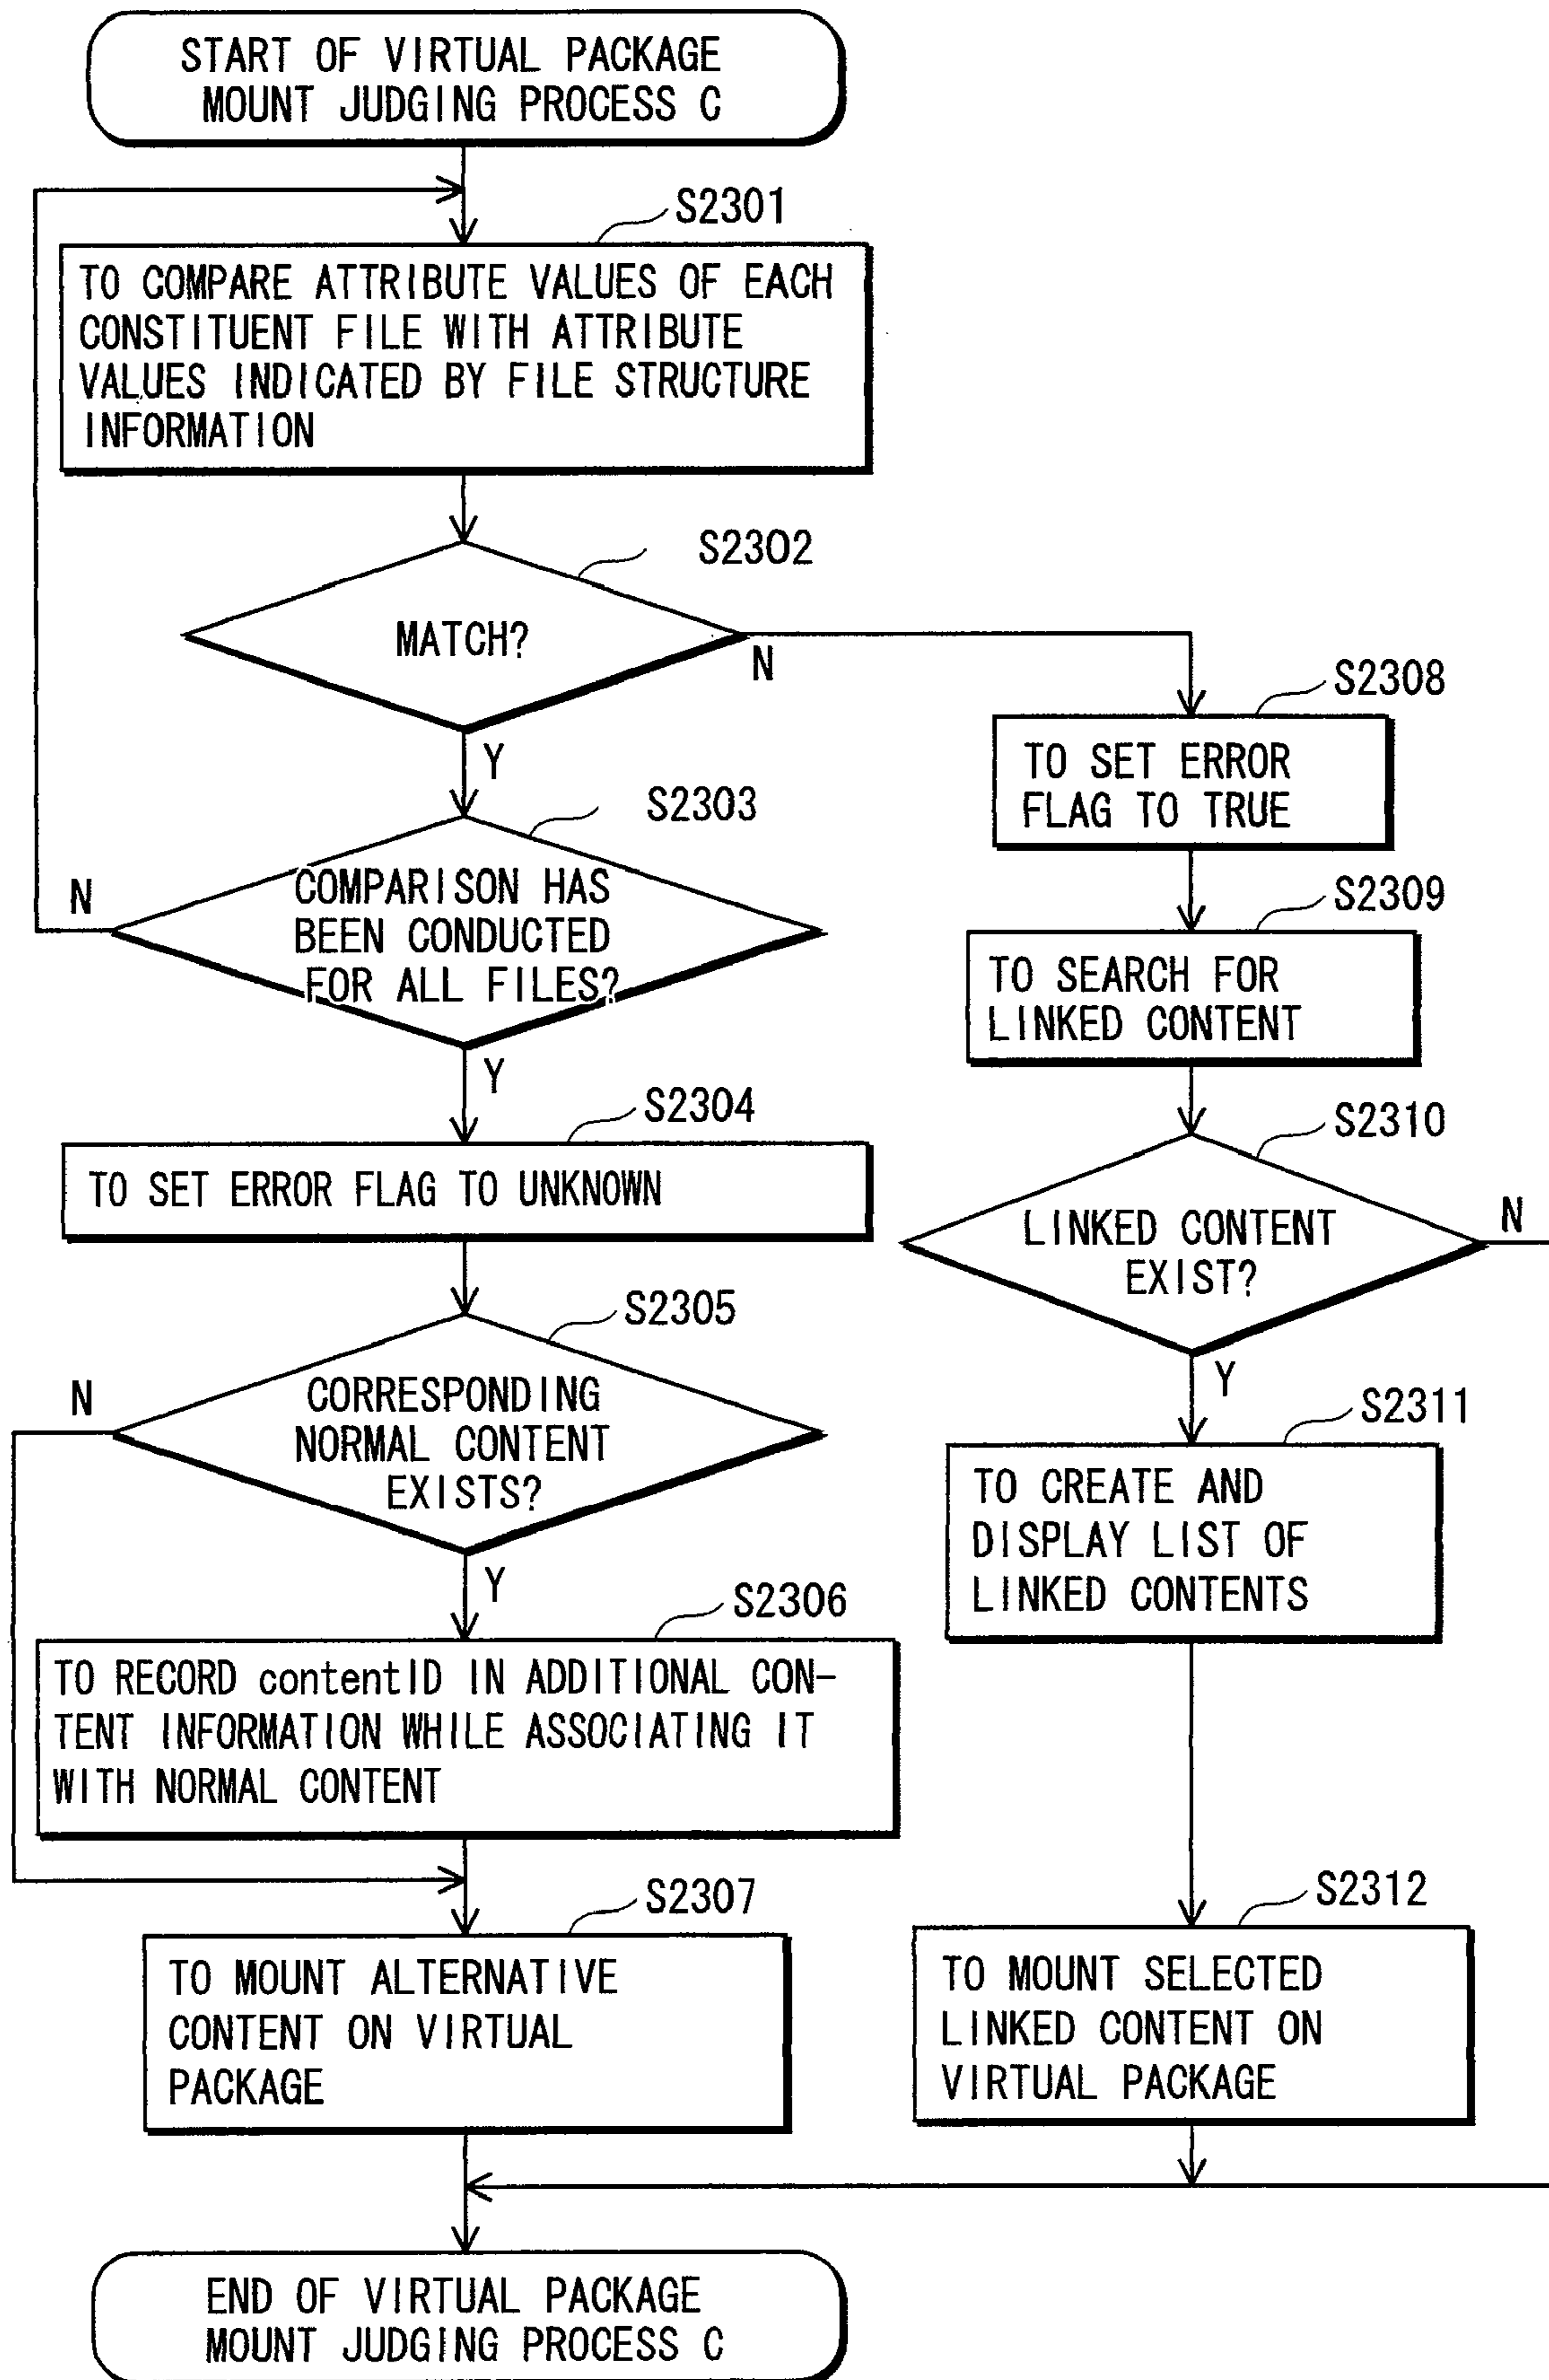 START OF VIRTUAL PACKAGE
MOUNT JUDGING PROCESS C
S2301
TO COMPARE ATTRIBUTE VALUES OF EACH
CONSTITUENT FILE WITH ATTRIBUTE
VALUES INDICATED BY FILE STRUCTURE
INFORMATION
S2302
MATCH?
N
Y
S2303
COMPARISON HAS
BEEN CONDUCTED
FOR ALL FILES?
N
Y
S2304
TO SET ERROR FLAG TO UNKNOWN
S2305
CORRESPONDING
NORMAL CONTENT
EXISTS?
N
Y
S2306
TO RECORD contentID IN ADDITIONAL CON-
TENT INFORMATION WHILE ASSOCIATING IT
WITH NORMAL CONTENT
S2307
TO MOUNT ALTERNATIVE
CONTENT ON VIRTUAL
PACKAGE
S2308
TO SET ERROR
FLAG TO TRUE
S2309
TO SEARCH FOR
LINKED CONTENT
S2310
LINKED CONTENT
EXIST?
N
Y
S2311
TO CREATE AND
DISPLAY LIST OF
LINKED CONTENTS
S2312
TO MOUNT SELECTED
LINKED CONTENT ON
VIRTUAL PACKAGE
END OF VIRTUAL PACKAGE
MOUNT JUDGING PROCESS C